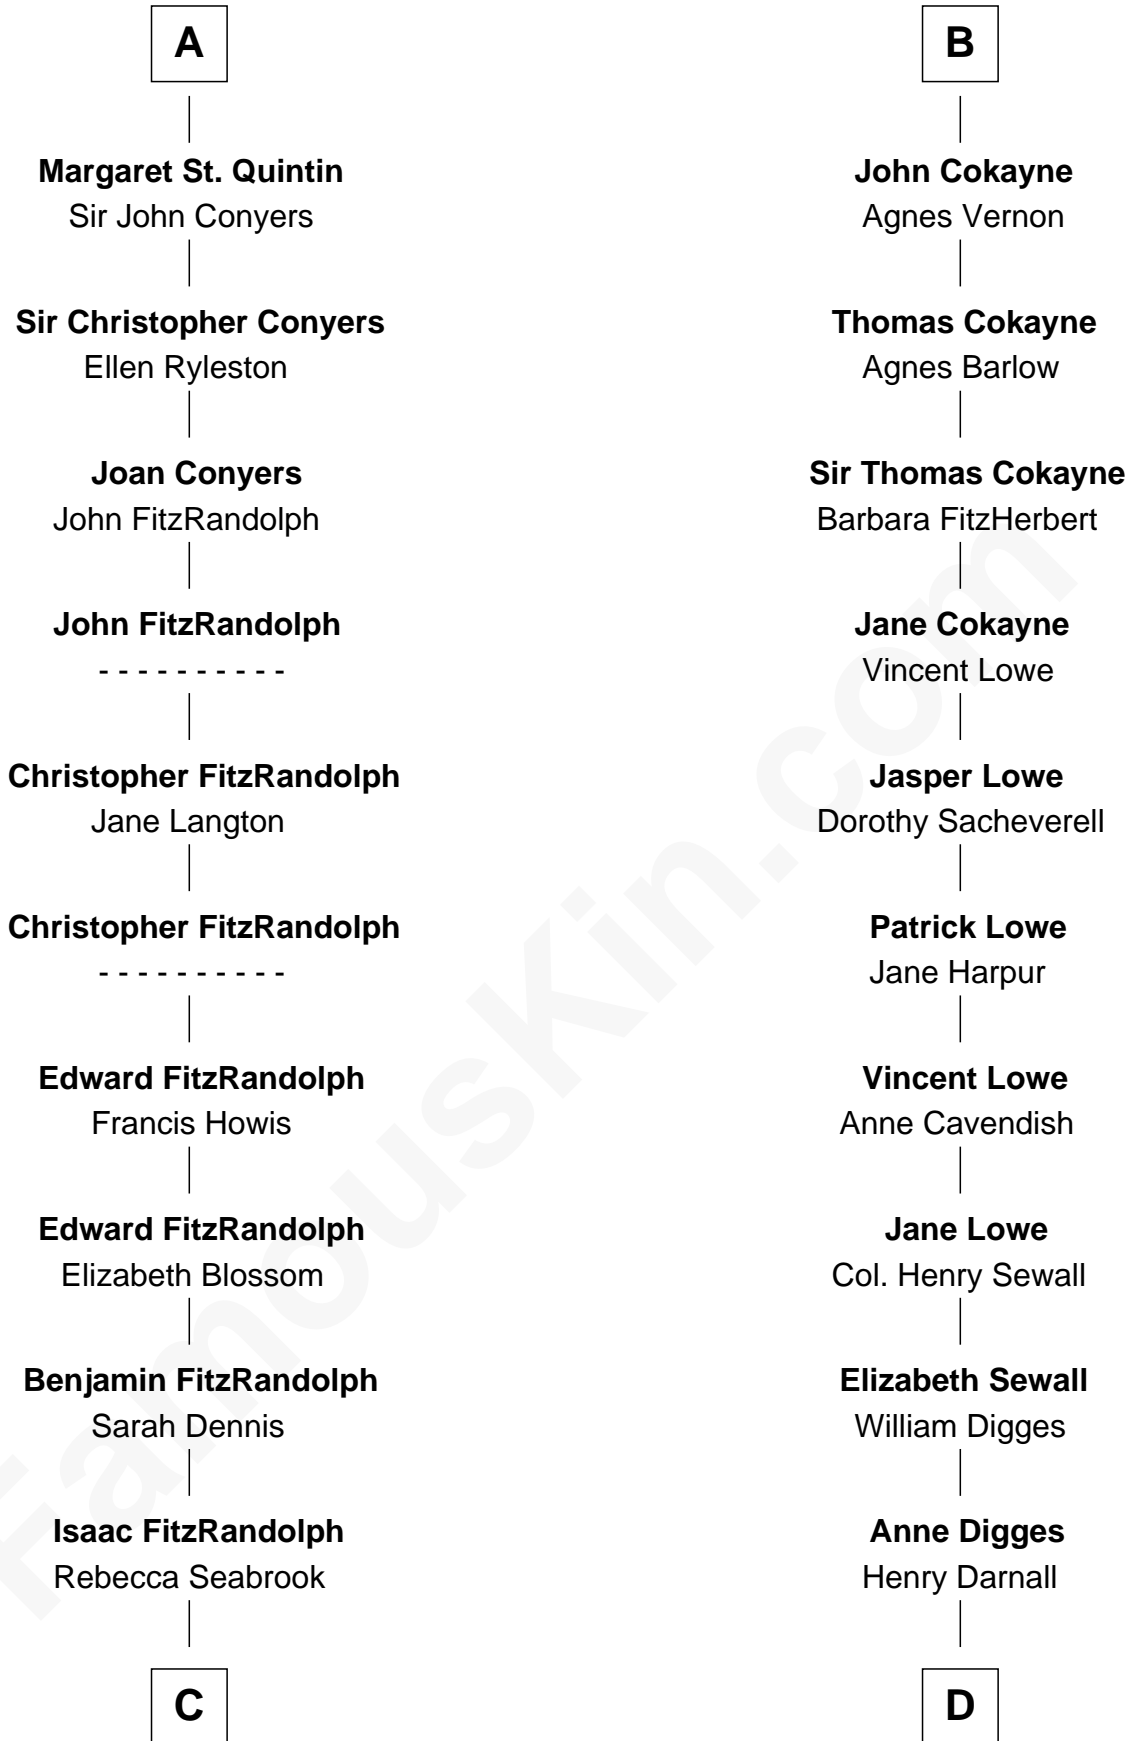 A
Margaret St. Quintin
Sir John Conyers
Sir Christopher Conyers
Ellen Ryleston
Joan Conyers
John FitzRandolph
John FitzRandolph
- - - - - - - - - -
Christopher FitzRandolph
Jane Langton
Christopher FitzRandolph
- - - - - - - - - -
Edward FitzRandolph
Francis Howis
Edward FitzRandolph
Elizabeth Blossom
Benjamin FitzRandolph
Sarah Dennis
Isaac FitzRandolph
Rebecca Seabrook
C
B
John Cokayne
Agnes Vernon
Thomas Cokayne
Agnes Barlow
Sir Thomas Cokayne
Barbara FitzHerbert
Jane Cokayne
Vincent Lowe
Jasper Lowe
Dorothy Sacheverell
Patrick Lowe
Jane Harpur
Vincent Lowe
Anne Cavendish
Jane Lowe
Col. Henry Sewall
Elizabeth Sewall
William Digges
Anne Digges
Henry Darnall
D
FamousKin.com